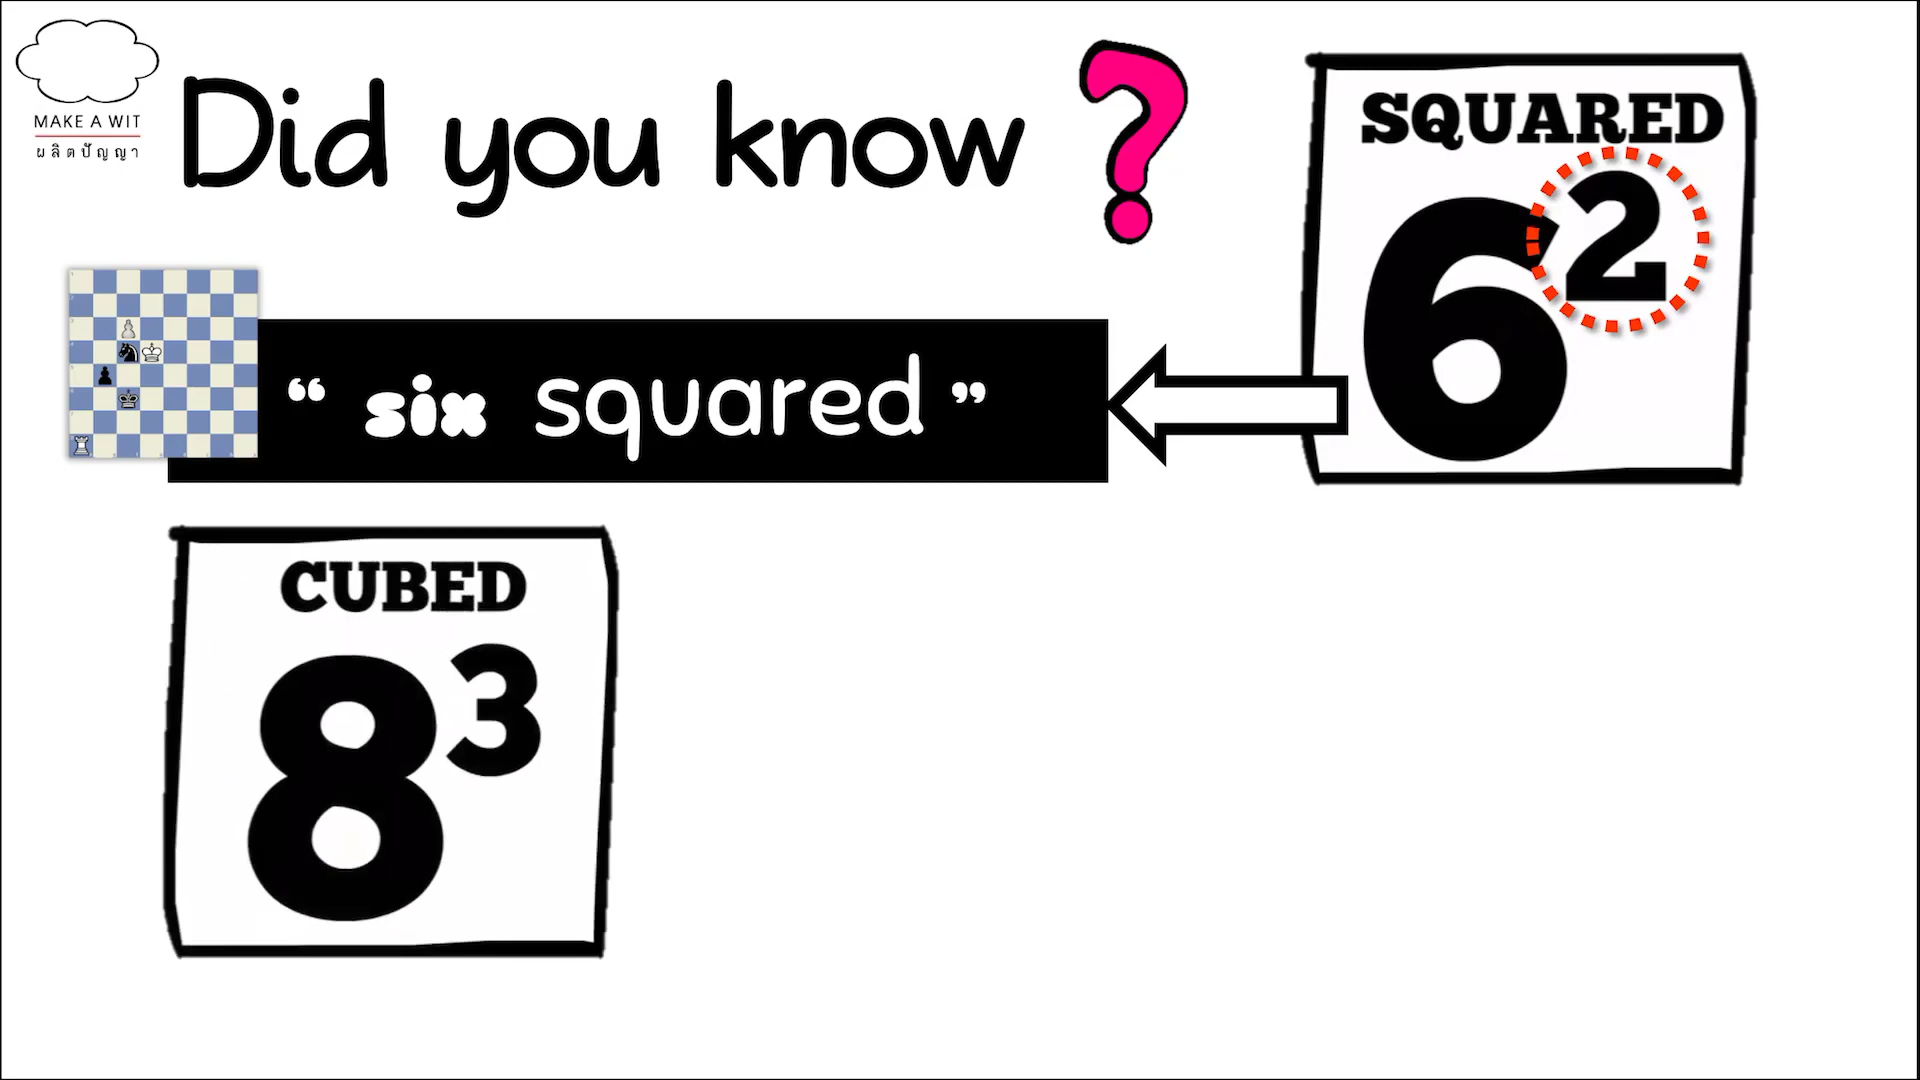 MAKE A WIT
ผลิตปัญญา
Did you know ?
SQUARED
6²
“ six squared ”
CUBED
8³